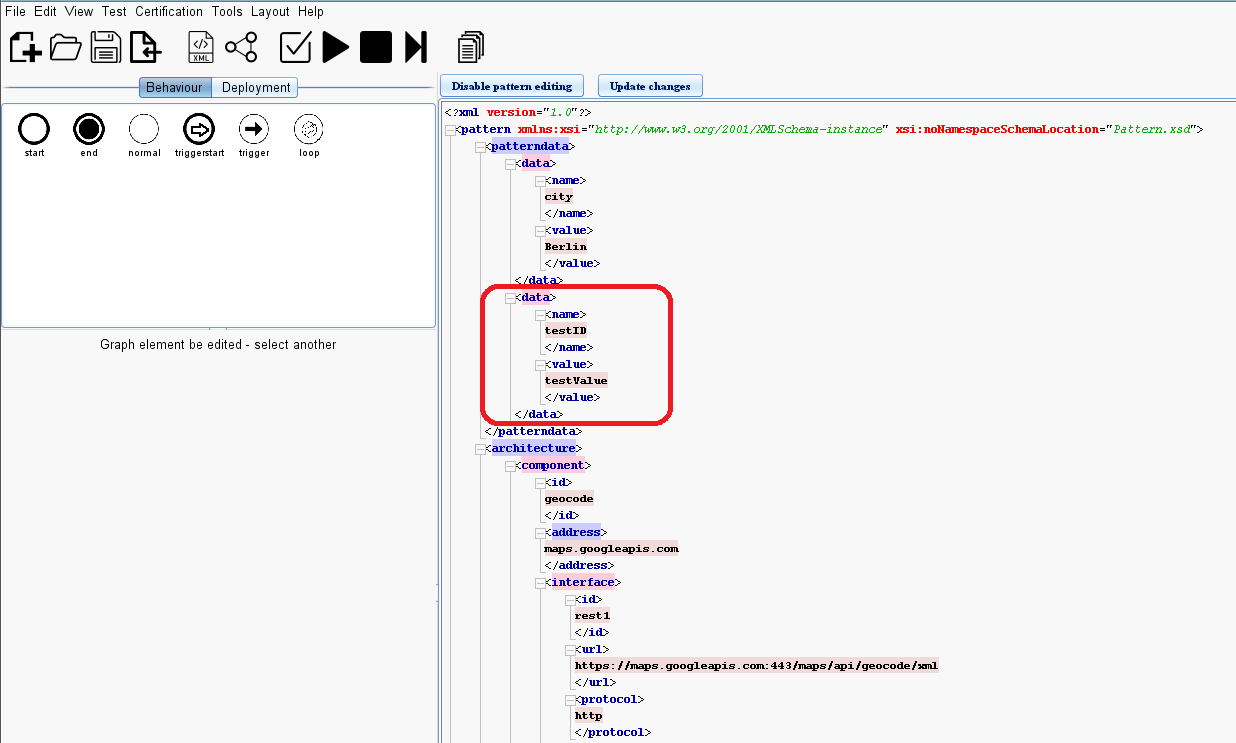 File Edit View Test Certification Tools Layout Help
XML
Behaviour Deployment
start end normal triggerstart trigger loop
Graph element be edited - select another
Disable pattern editing Update changes
<?xml version="1.0"?>
<pattern xmlns:xsi="http://www.w3.org/2001/XMLSchema-instance" xsi:noNamespaceSchemaLocation="Pattern.xsd">
<patterndata>
<data>
<name>
city
</name>
<value>
Berlin
</value>
</data>
<data>
<name>
testID
</name>
<value>
testValue
</value>
</data>
</patterndata>
<architecture>
<component>
<id>
geocode
</id>
<address>
maps.googleapis.com
</address>
<interface>
<id>
rest1
</id>
<url>
https://maps.googleapis.com:443/maps/api/geocode/xml
</url>
<protocol>
http
</protocol>